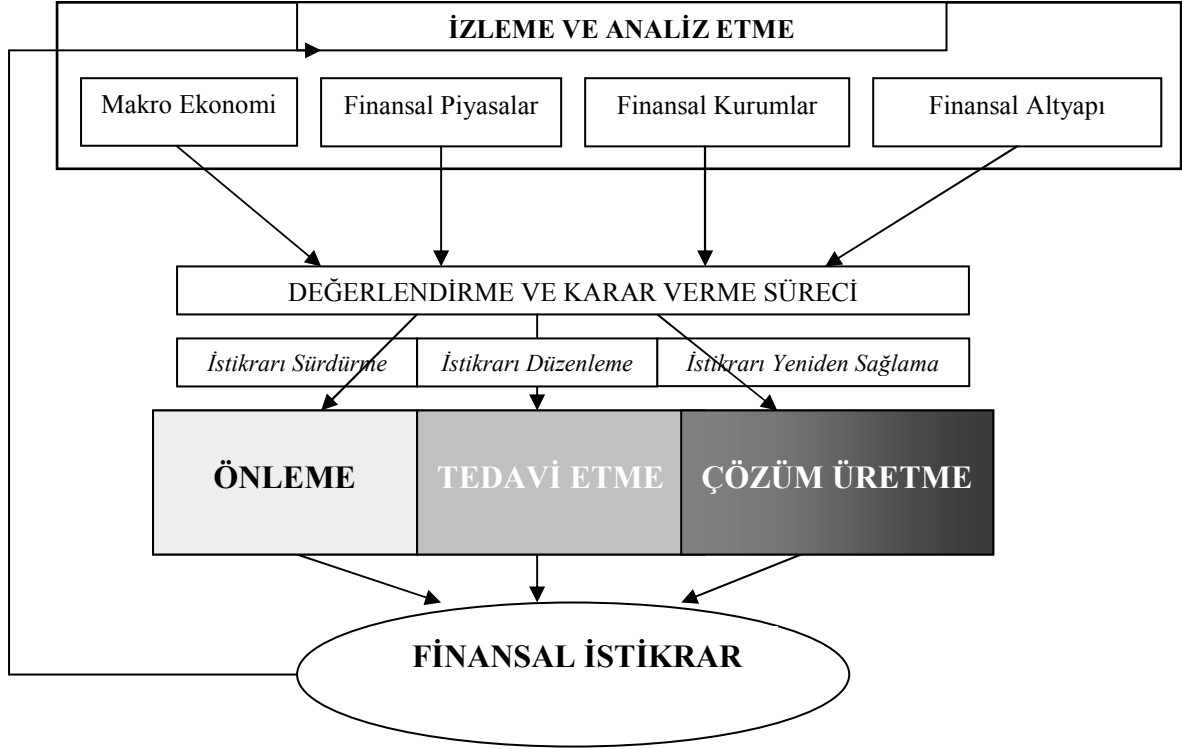 İZLEME VE ANALİZ ETME
Makro Ekonomi
Finansal Piyasalar
Finansal Kurumlar
Finansal Altyapı
DEĞERLENDİRME VE KARAR VERME SÜRECİ
İstikrarı Sürdürme
İstikrarı Düzenleme
İstikrarı Yeniden Sağlama
ÖNLEME
TEDAVİ ETME
ÇÖZÜM ÜRETME
FİNANSAL İSTİKRAR